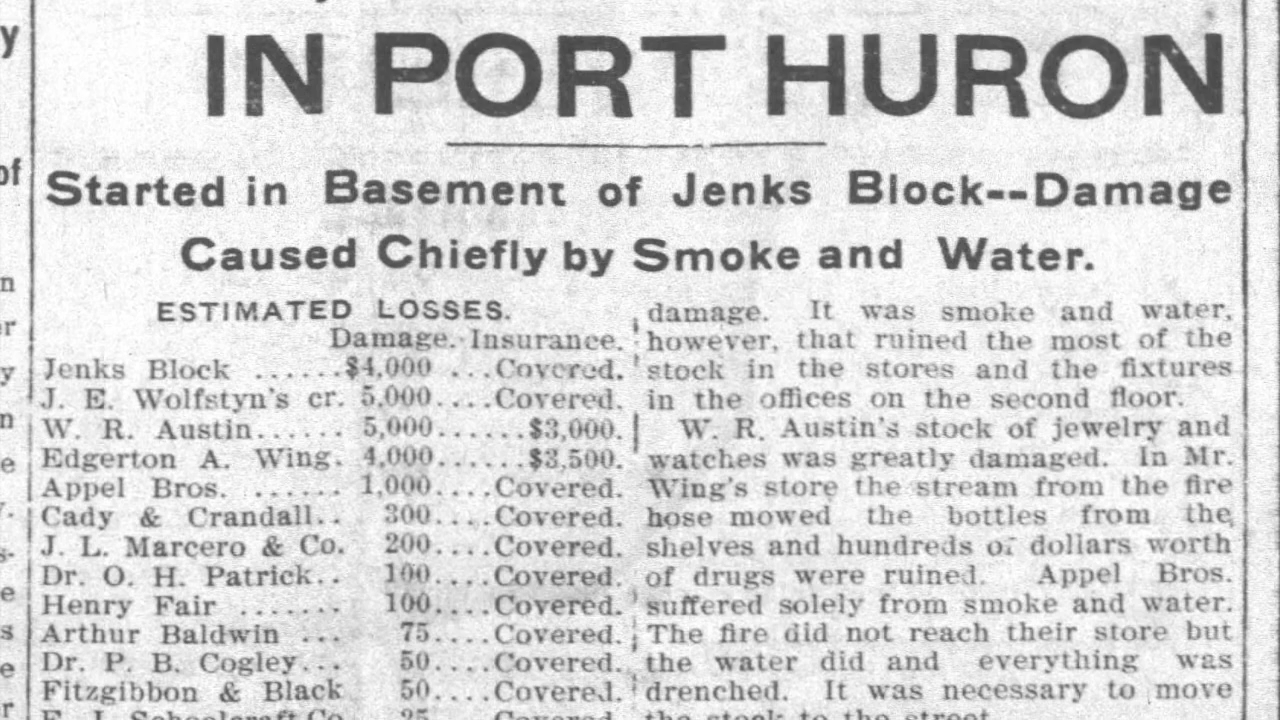 IN PORT HURON
Started in Basement of Jenks Block--Damage
Caused Chiefly by Smoke and Water.
ESTIMATED LOSSES.
Damage. Insurance.
Jenks Block ......$4,000 ...Covered.
J. E. Wolfstyn's cr. 5,000....Covered.
W. R. Austin...... 5,000......$3,000.
Edgerton A. Wing. 4,000......$3,500.
Appel Bros. ...... 1,000....Covered.
Cady & Crandall.. 300....Covered.
J. L. Marcero & Co. 200....Covered.
Dr. O. H. Patrick.. 100....Covered.
Henry Fair ....... 100....Covered.
Arthur Baldwin ... 75....Covered.
Dr. P. B. Cogley... 50....Covered.
Fitzgibbon & Black 50....Covered.
damage. It was smoke and water,
however, that ruined the most of the
stock in the stores and the fixtures
in the offices on the second floor.
W. R. Austin's stock of jewelry and
watches was greatly damaged. In Mr.
Wing's store the stream from the fire
hose mowed the bottles from the
shelves and hundreds of dollars worth
of drugs were ruined. Appel Bros.
suffered solely from smoke and water.
The fire did not reach their store but
the water did and everything was
drenched. It was necessary to move
the stock to the street.